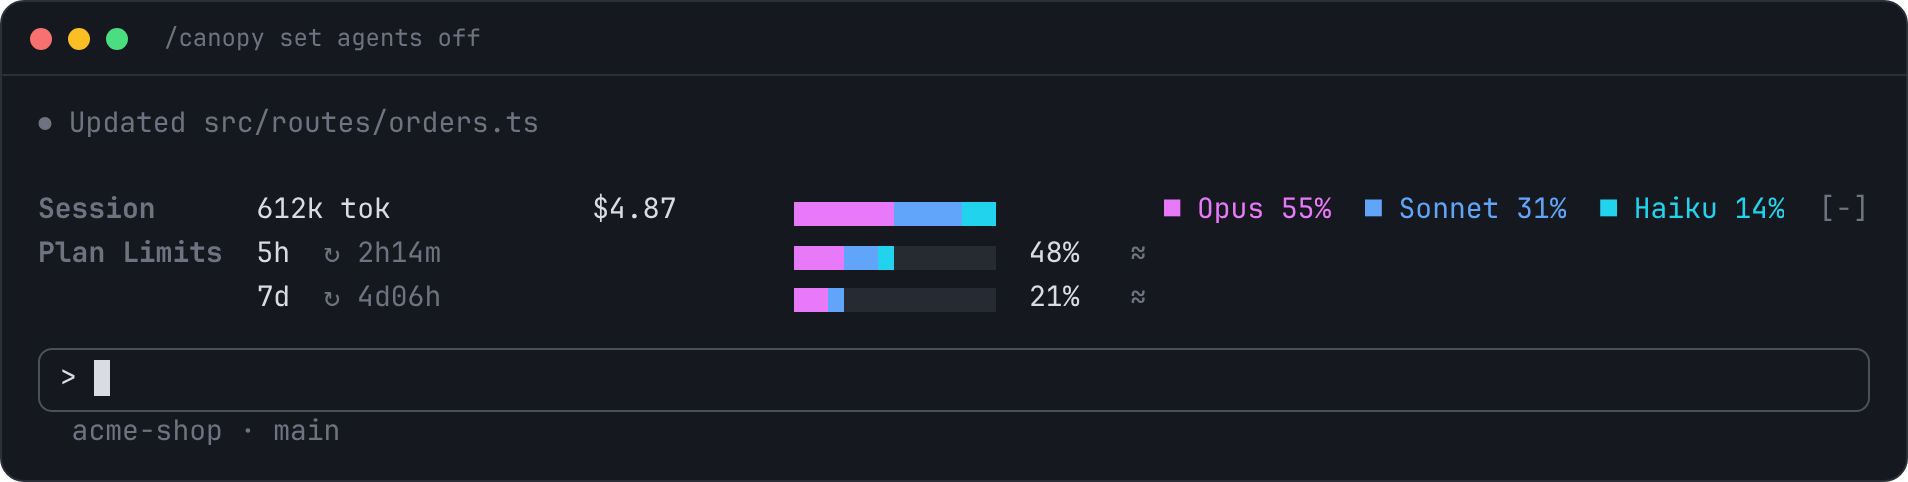 /canopy set agents off
● Updated src/routes/orders.ts
Session 612k tok $4.87 ■ Opus 55% ■ Sonnet 31% ■ Haiku 14% [-]
Plan Limits 5h ↻ 2h14m 48% ≈
7d ↻ 4d06h 21% ≈
>
acme-shop · main